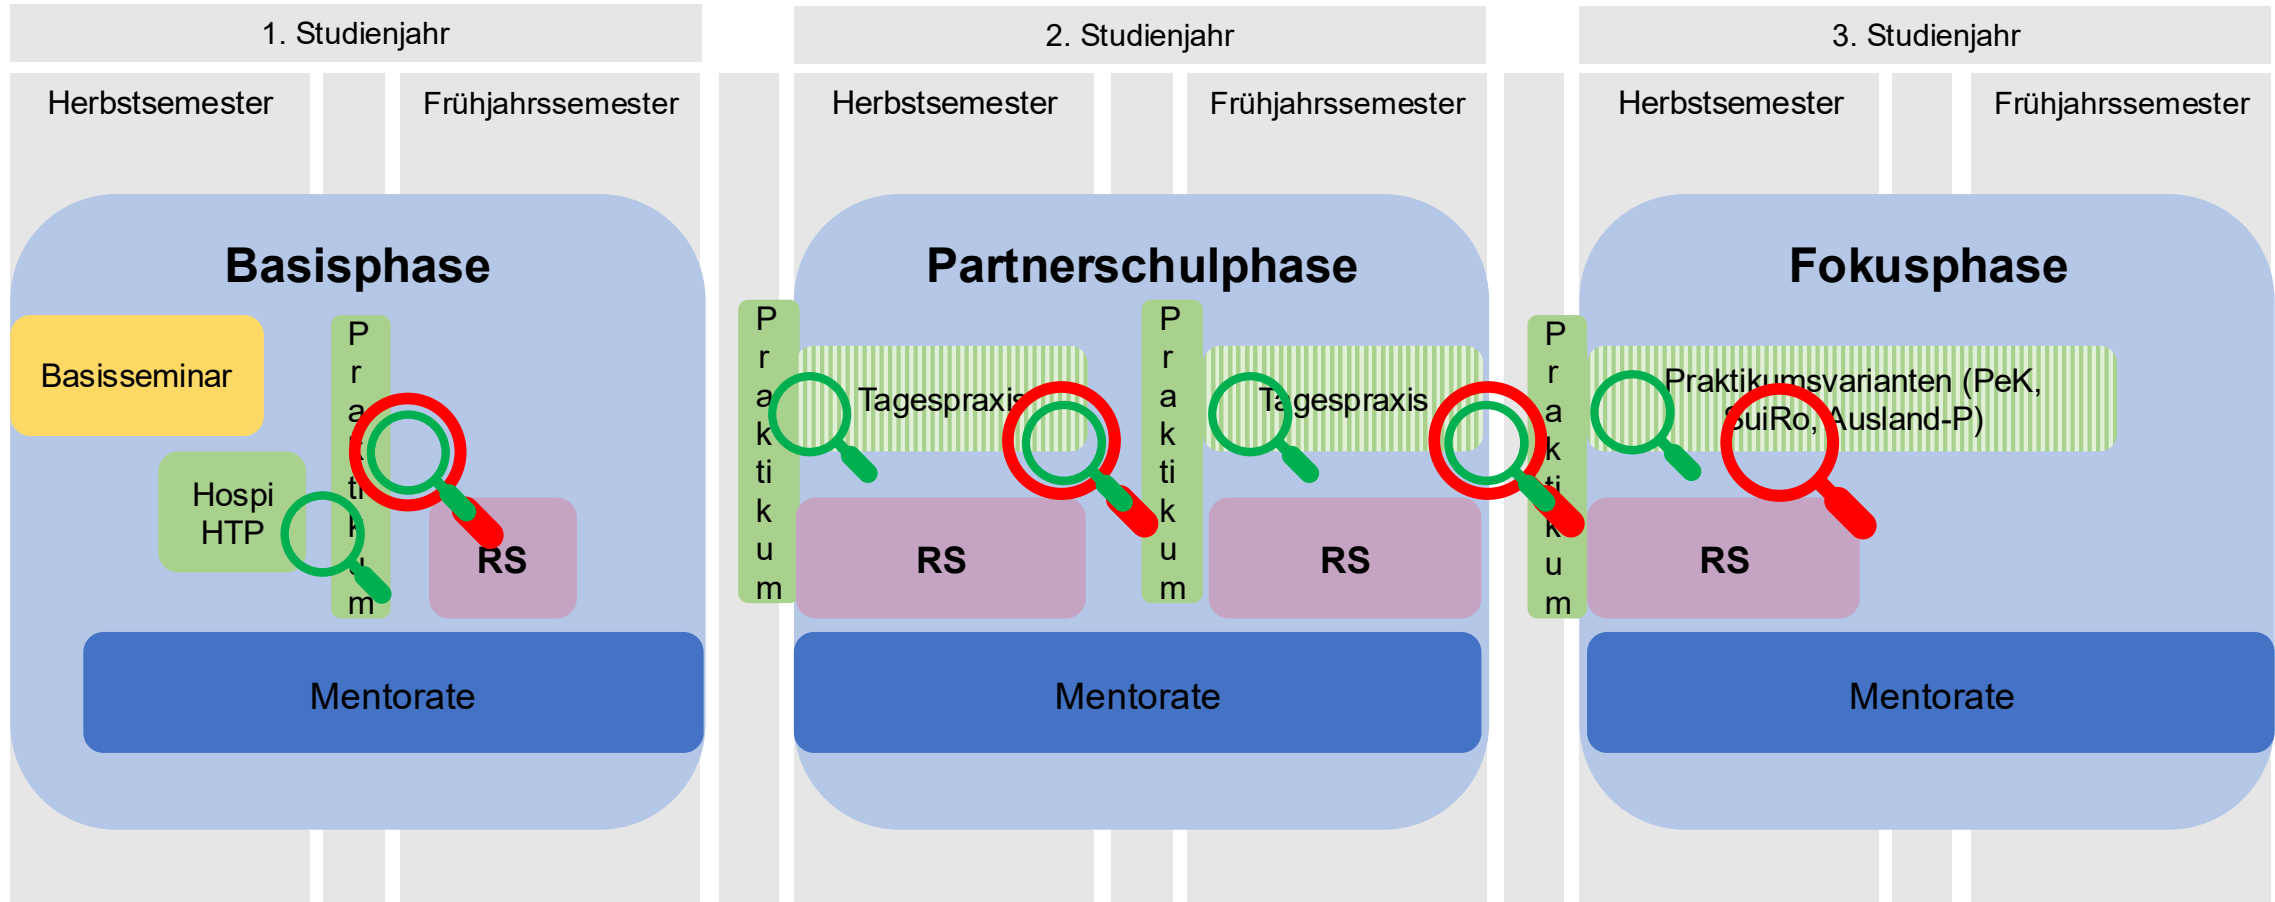 1. Studienjahr
2. Studienjahr
3. Studienjahr
Herbstsemester
Frühjahrssemester
Herbstsemester
Frühjahrssemester
Herbstsemester
Frühjahrssemester
Basisphase
Partnerschulphase
Fokusphase
Basisseminar
Hospi
HTP
Praktikum
RS
Mentorate
Praktikum
Tagespraxis
RS
Praktikum
Tagespraxis
RS
Mentorate
Praktikum
Praktikumsvarianten (PeK,
SuiRo, Ausland-P)
RS
Mentorate